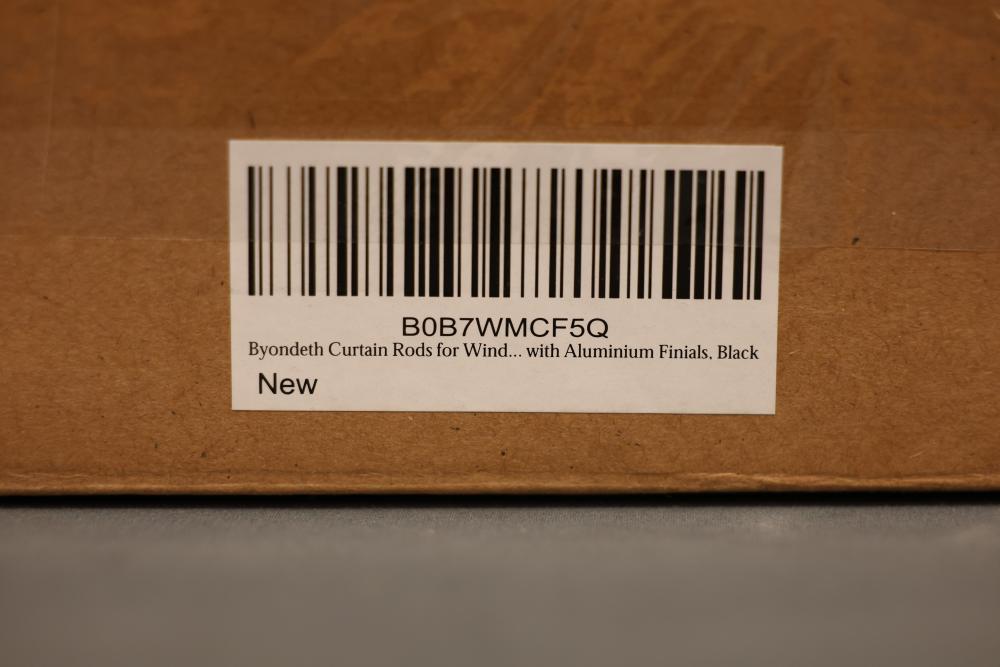 B0B7WMCF5Q
Byondeth Curtain Rods for Wind... with Aluminium Finials, Black
New